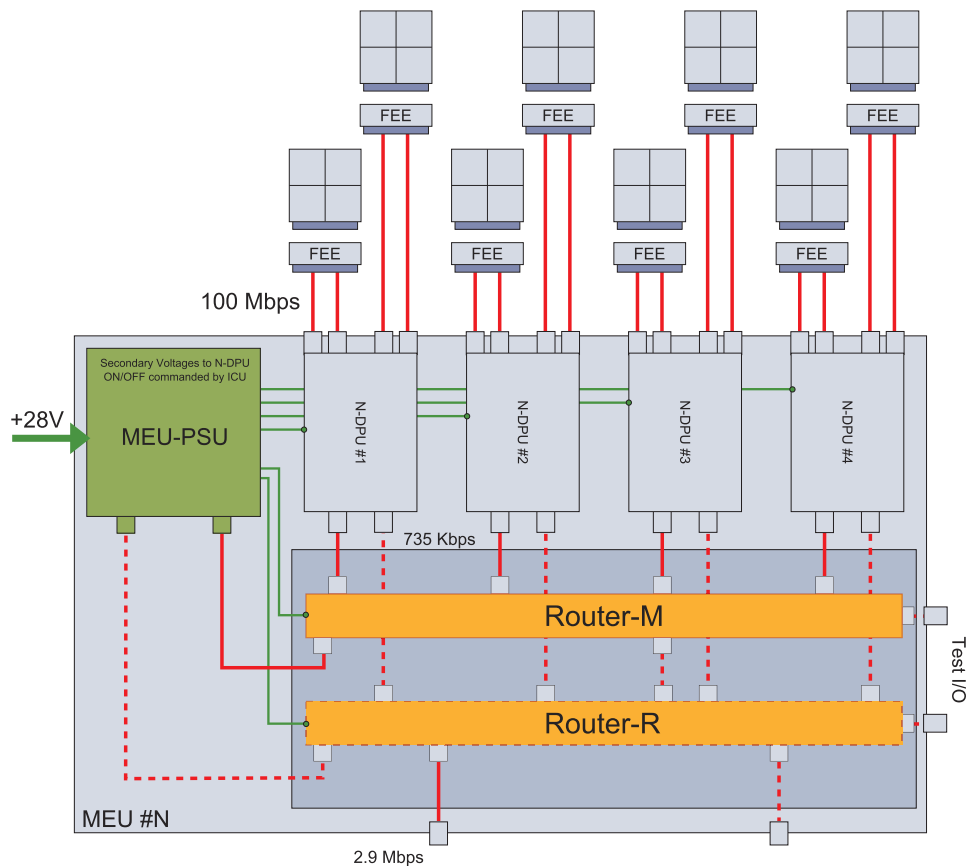 FEE
FEE
FEE
FEE
FEE
FEE
FEE
FEE
100 Mbps
Secondary Voltages to N-DPU
ON/OFF commanded by ICU
+28V
MEU-PSU
N-DPU #1
N-DPU #2
N-DPU #3
N-DPU #4
735 Kbps
Router-M
Test I/O
Router-R
MEU #N
2.9 Mbps